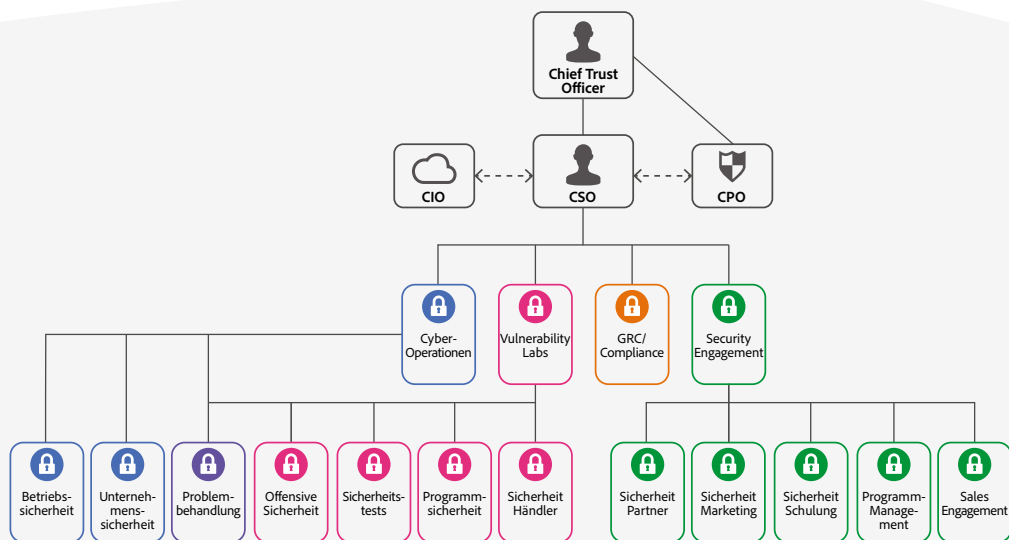 Chief Trust
Officer
CIO
CSO
CPO
Cyber-
Operationen
Vulnerability
Labs
GRC/
Compliance
Security
Engagement
Betriebs-
sicherheit
Unterneh-
mens-
sicherheit
Problem-
behandlung
Offensive
Sicherheit
Sicherheits-
tests
Programm-
sicherheit
Sicherheit
Händler
Sicherheit
Partner
Sicherheit
Marketing
Sicherheit
Schulung
Programm-
Manage-
ment
Sales
Engagement